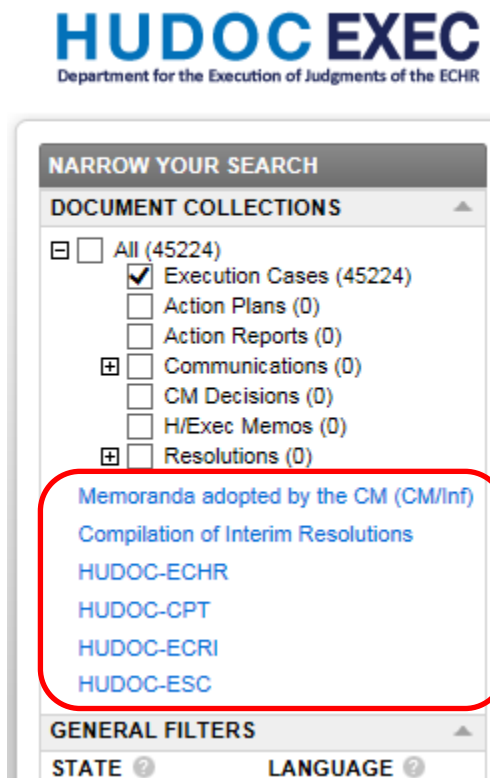 HUDOC EXEC
Department for the Execution of Judgments of the ECHR
NARROW YOUR SEARCH
DOCUMENT COLLECTIONS
All (45224)
Execution Cases (45224)
Action Plans (0)
Action Reports (0)
Communications (0)
CM Decisions (0)
H/Exec Memos (0)
Resolutions (0)
Memoranda adopted by the CM (CM/Inf)
Compilation of Interim Resolutions
HUDOC-ECHR
HUDOC-CPT
HUDOC-ECRI
HUDOC-ESC
GENERAL FILTERS
STATE ? LANGUAGE ?